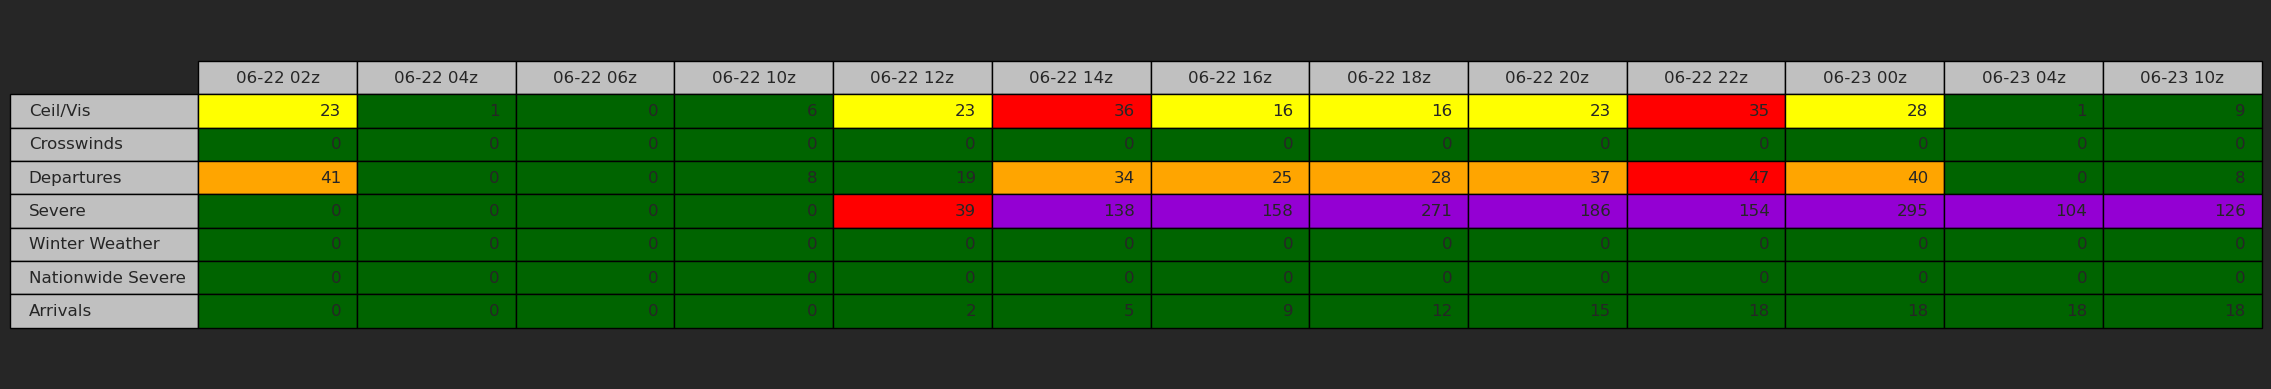 06-22 02z 06-22 04z 06-22 06z 06-22 10z 06-22 12z 06-22 14z 06-22 16z 06-22 18z 06-22 20z 06-22 22z 06-23 00z 06-23 04z 06-23 10z
Ceil/Vis 23 1 0 6 23 36 16 16 23 35 28 1 9
Crosswinds 0 0 0 0 0 0 0 0 0 0 0 0 0
Departures 41 0 0 8 19 34 25 28 37 47 40 0 8
Severe 0 0 0 0 39 138 158 271 186 154 295 104 126
Winter Weather 0 0 0 0 0 0 0 0 0 0 0 0 0
Nationwide Severe 0 0 0 0 0 0 0 0 0 0 0 0 0
Arrivals 0 0 0 0 2 5 9 12 15 18 18 18 18